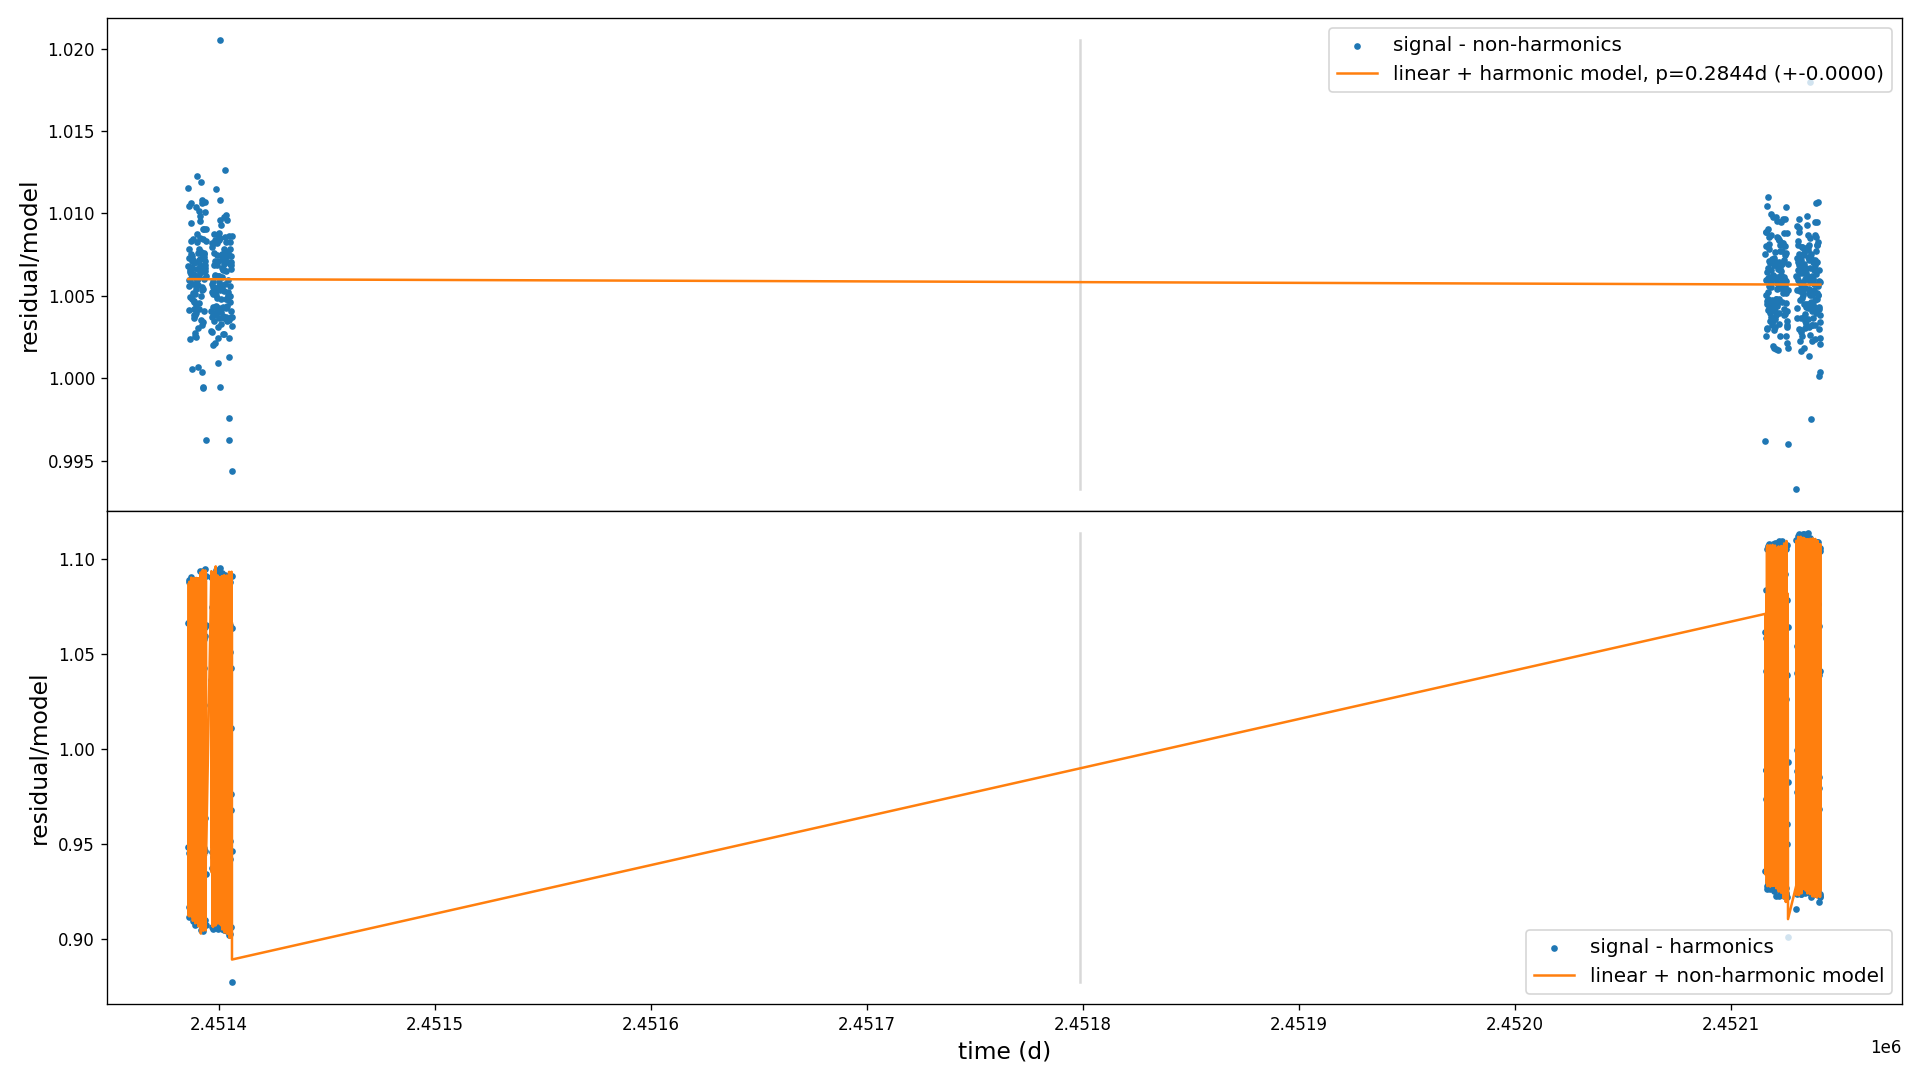 1.020
1.015
1.010
1.005
1.000
0.995
residual/model
signal - non-harmonics
linear + harmonic model, p=0.2844d (+-0.0000)
1.10
1.05
1.00
0.95
0.90
residual/model
signal - harmonics
linear + non-harmonic model
2.4514 2.4515 2.4516 2.4517 2.4518 2.4519 2.4520 2.4521
1e6
time (d)